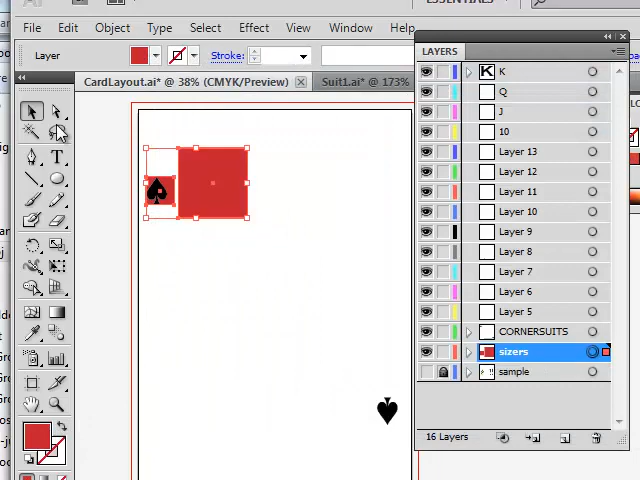 ESSENTIALS
File Edit Object Type Select Effect View Window Help
Layer Stroke:
CardLayout.ai* @ 38% (CMYK/Preview) Suit1.ai* @ 173%
LAYERS
K
Q
J
10
Layer 13
Layer 12
Layer 11
Layer 10
Layer 9
Layer 8
Layer 7
Layer 6
Layer 5
CORNERSUITS
sizers
sample
16 Layers